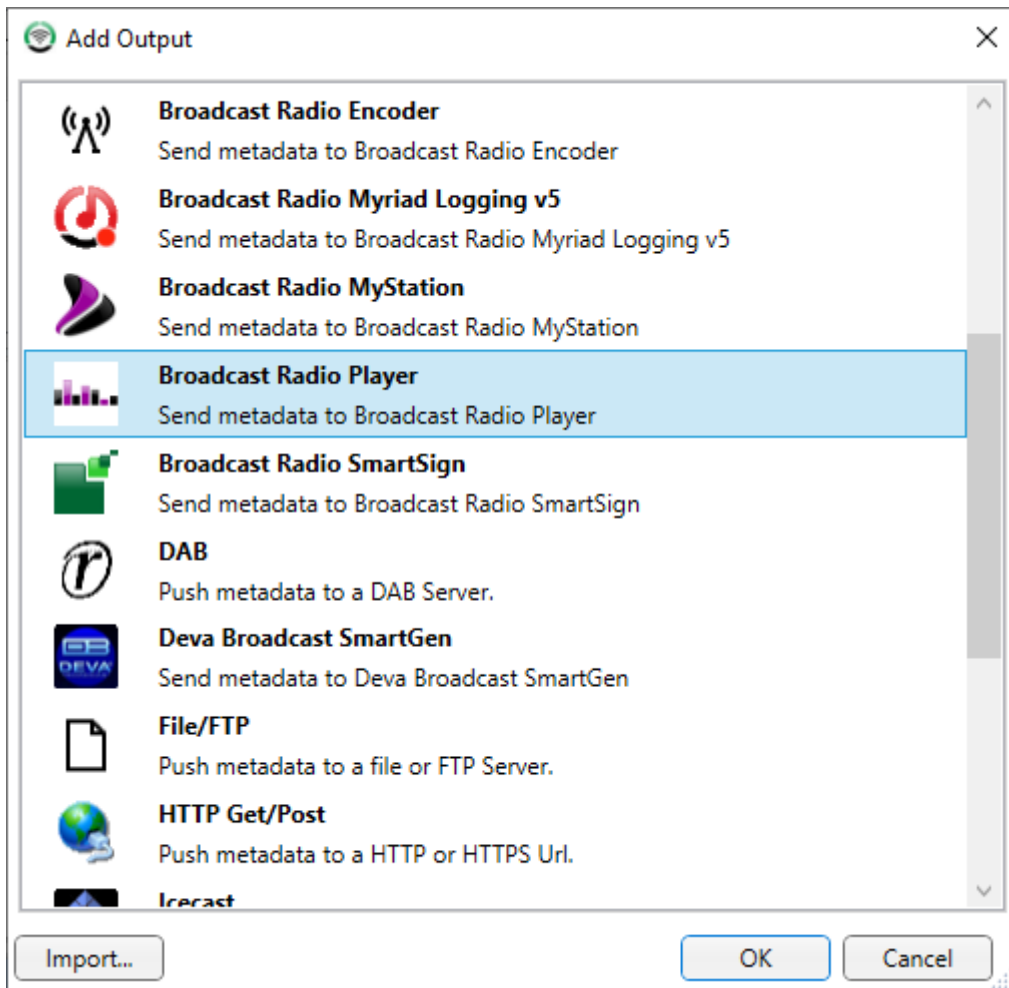 Add Output
Broadcast Radio Encoder
Send metadata to Broadcast Radio Encoder
Broadcast Radio Myriad Logging v5
Send metadata to Broadcast Radio Myriad Logging v5
Broadcast Radio MyStation
Send metadata to Broadcast Radio MyStation
Broadcast Radio Player
Send metadata to Broadcast Radio Player
Broadcast Radio SmartSign
Send metadata to Broadcast Radio SmartSign
DAB
Push metadata to a DAB Server.
DEVA
Deva Broadcast SmartGen
Send metadata to Deva Broadcast SmartGen
File/FTP
Push metadata to a file or FTP Server.
HTTP Get/Post
Push metadata to a HTTP or HTTPS Url.
Icecast
Import...
OK
Cancel